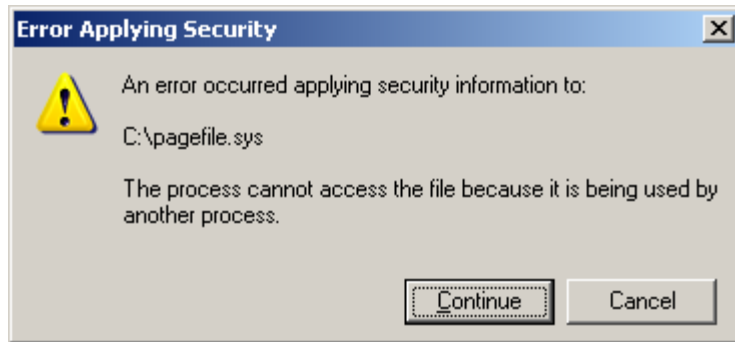 Error Applying Security
An error occurred applying security information to:
C:\pagefile.sys
The process cannot access the file because it is being used by
another process.
Continue
Cancel